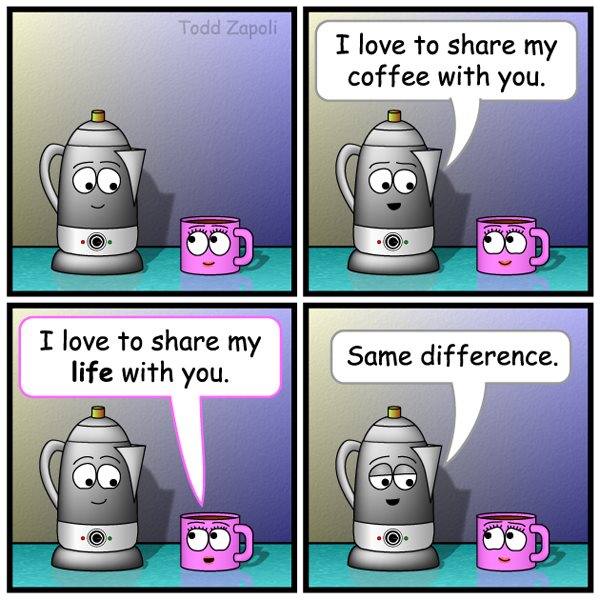 Todd Zapoli
I love to share my
coffee with you.
I love to share my
life with you.
Same difference.